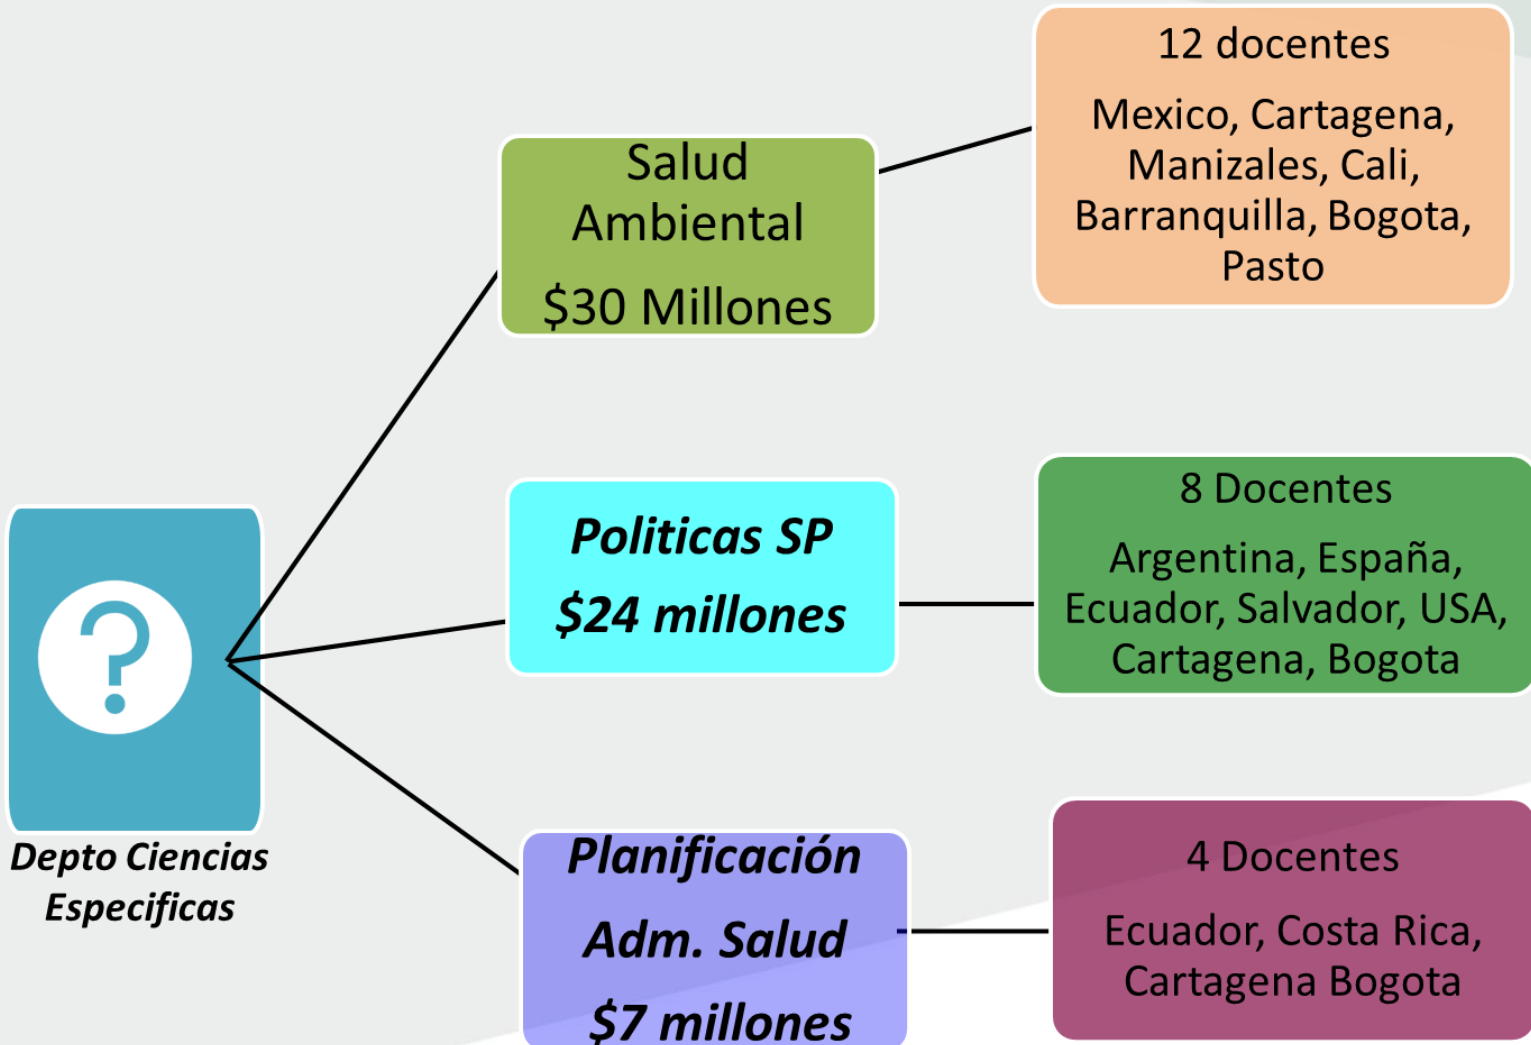 12 docentes
Mexico, Cartagena,
Manizales, Cali,
Barranquilla, Bogota,
Pasto
Salud
Ambiental
$30 Millones
8 Docentes
Argentina, España,
Ecuador, Salvador, USA,
Cartagena, Bogota
Politicas SP
$24 millones
?
Depto Ciencias
Especificas
Planificación
Adm. Salud
$7 millones
4 Docentes
Ecuador, Costa Rica,
Cartagena Bogota